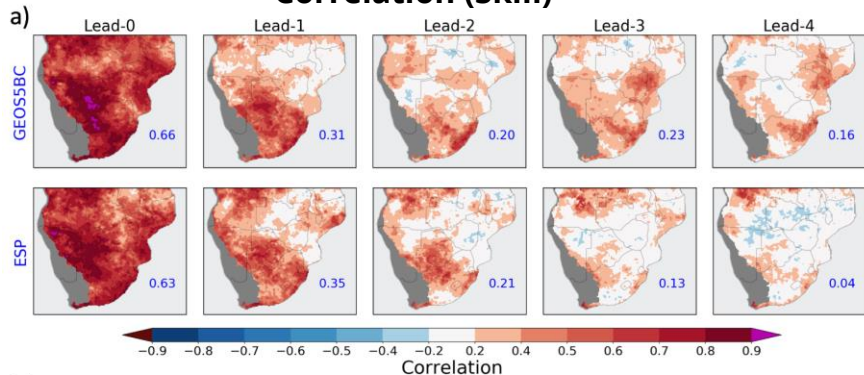 Correlation (5km)
a)
Lead-0 Lead-1 Lead-2 Lead-3 Lead-4
GEOS5BC
0.66 0.31 0.20 0.23 0.16
ESP
0.63 0.35 0.21 0.13 0.04
−0.9 −0.8 −0.7 −0.6 −0.5 −0.4 −0.2 0.2 0.4 0.5 0.6 0.7 0.8 0.9
Correlation